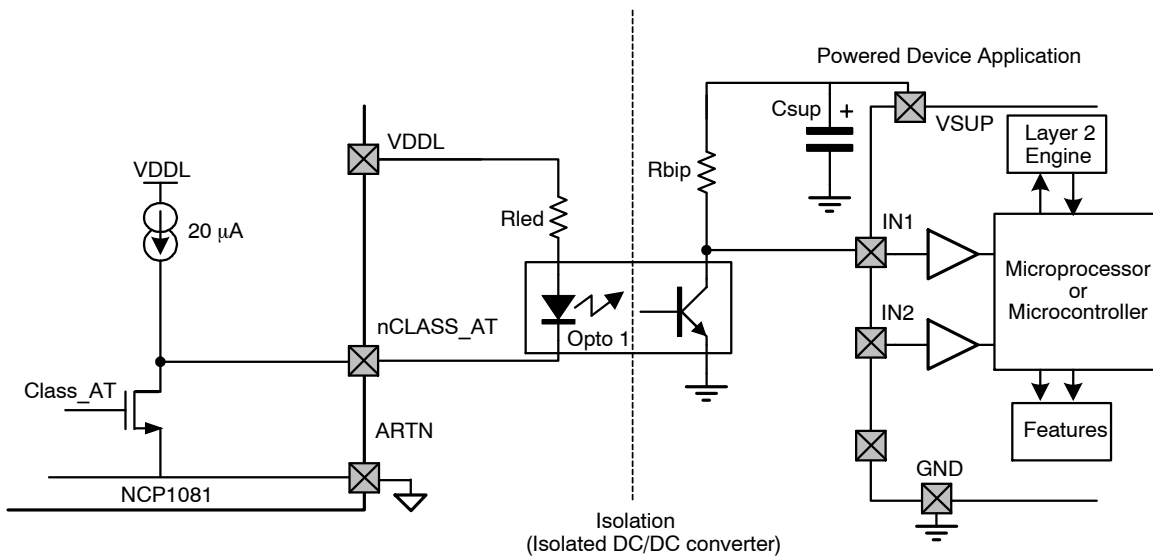 Powered Device Application
VDDL
VDDL
20 μA
Rled
Rbip
Csup
+
VSUP
Layer 2
Engine
IN1
IN2
Microprocessor
or
Microcontroller
nCLASS_AT
Opto 1
Class_AT
ARTN
Features
GND
NCP1081
Isolation
(Isolated DC/DC converter)